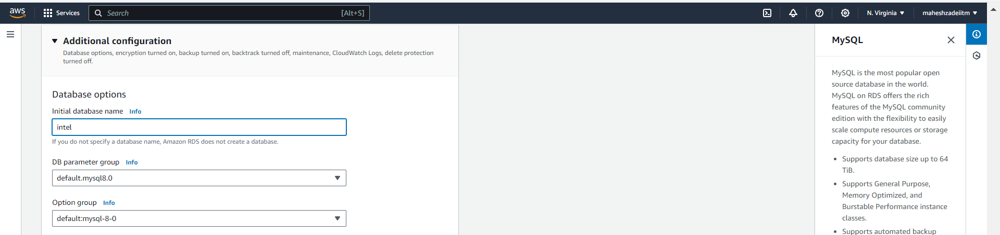 aws
Services
Search
[Alt+S]
N. Virginia
maheshzadeiitm
Additional configuration
Database options, encryption turned on, backup turned on, backtrack turned off, maintenance, CloudWatch Logs, delete protection
turned off.
Database options
Initial database name Info
intel
If you do not specify a database name, Amazon RDS does not create a database.
DB parameter group Info
default.mysql8.0
Option group Info
default:mysql-8-0
MySQL
MySQL is the most popular open
source database in the world.
MySQL on RDS offers the rich
features of the MySQL community
edition with the flexibility to easily
scale compute resources or storage
capacity for your database.
• Supports database size up to 64
TiB.
• Supports General Purpose,
Memory Optimized, and
Burstable Performance instance
classes.
• Supports automated backup